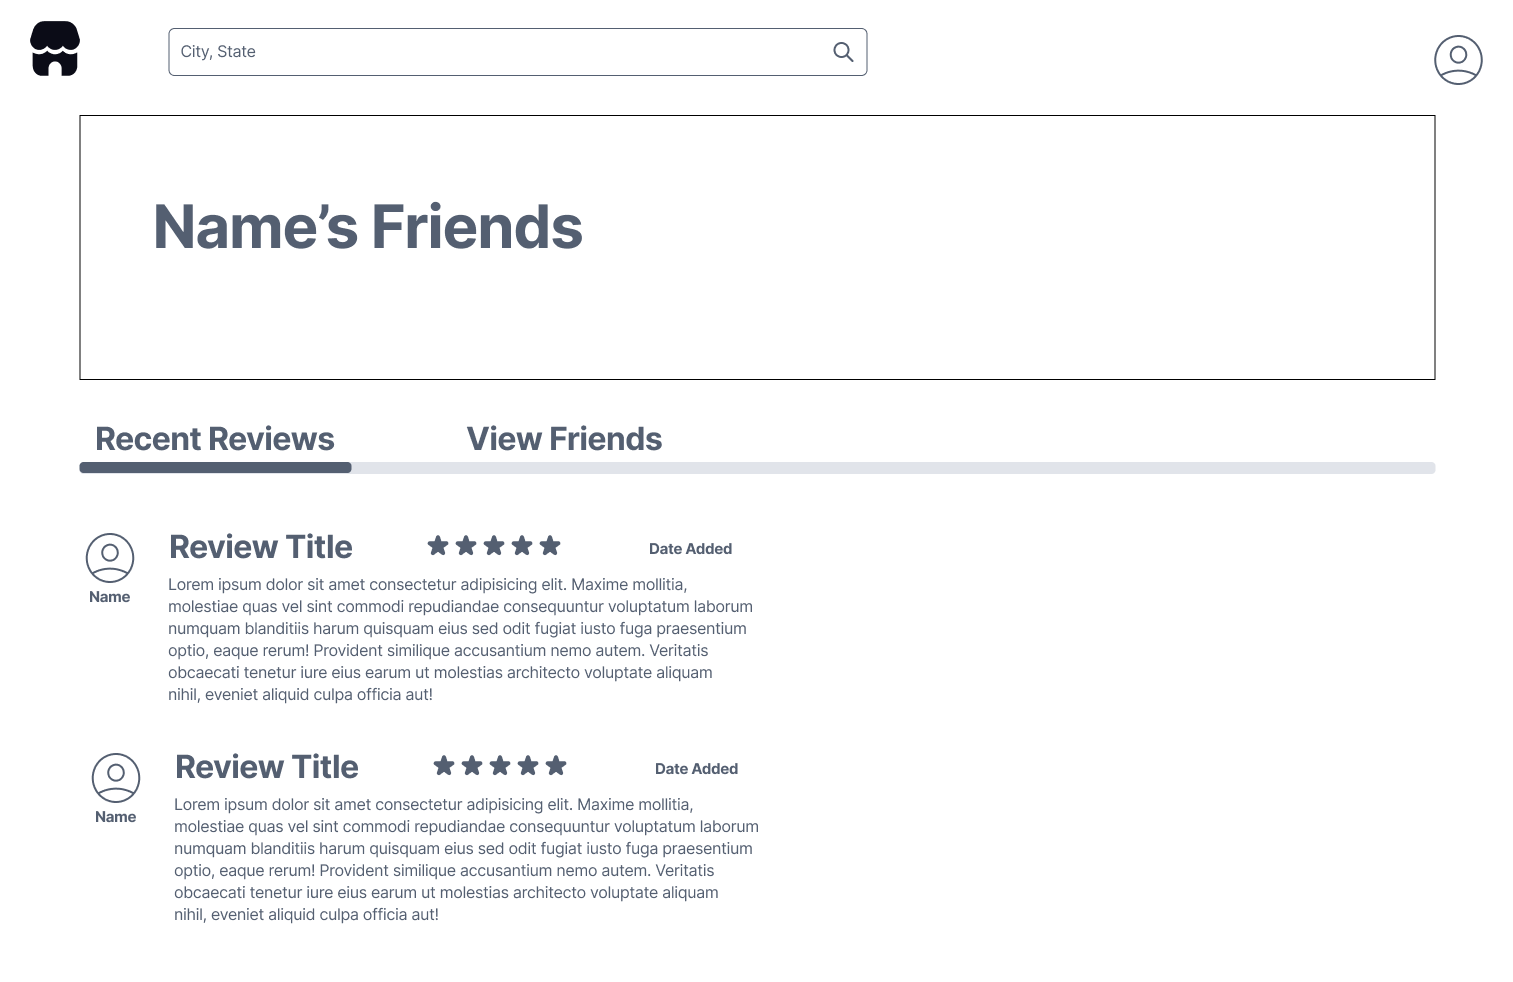 City, State
Name’s Friends
Recent Reviews
View Friends
Review Title
Date Added
Name
Lorem ipsum dolor sit amet consectetur adipisicing elit. Maxime mollitia,
molestiae quas vel sint commodi repudiandae consequuntur voluptatum laborum
numquam blanditiis harum quisquam eius sed odit fugiat iusto fuga praesentium
optio, eaque rerum! Provident similique accusantium nemo autem. Veritatis
obcaecati tenetur iure eius earum ut molestias architecto voluptate aliquam
nihil, eveniet aliquid culpa officia aut!
Review Title
Date Added
Name
Lorem ipsum dolor sit amet consectetur adipisicing elit. Maxime mollitia,
molestiae quas vel sint commodi repudiandae consequuntur voluptatum laborum
numquam blanditiis harum quisquam eius sed odit fugiat iusto fuga praesentium
optio, eaque rerum! Provident similique accusantium nemo autem. Veritatis
obcaecati tenetur iure eius earum ut molestias architecto voluptate aliquam
nihil, eveniet aliquid culpa officia aut!